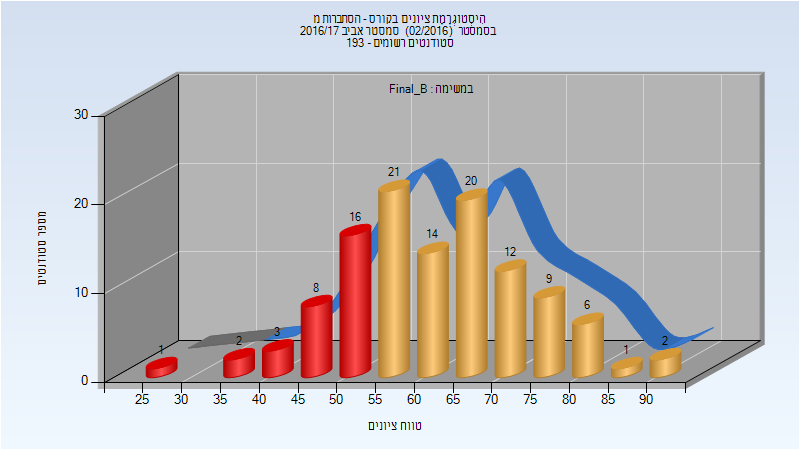 היסטוגרמת ציונים בקורס - הסתברות מ
בסמסטר (02/2016) סמסטר אביב 2016/17
סטודנטים רשומים - 193
במשימה : Final_B
מספר סטודנטים
30
20
10
0
1
2
3
8
16
21
14
20
12
9
6
1
2
25 30 35 40 45 50 55 60 65 70 75 80 85 90
טווח ציונים